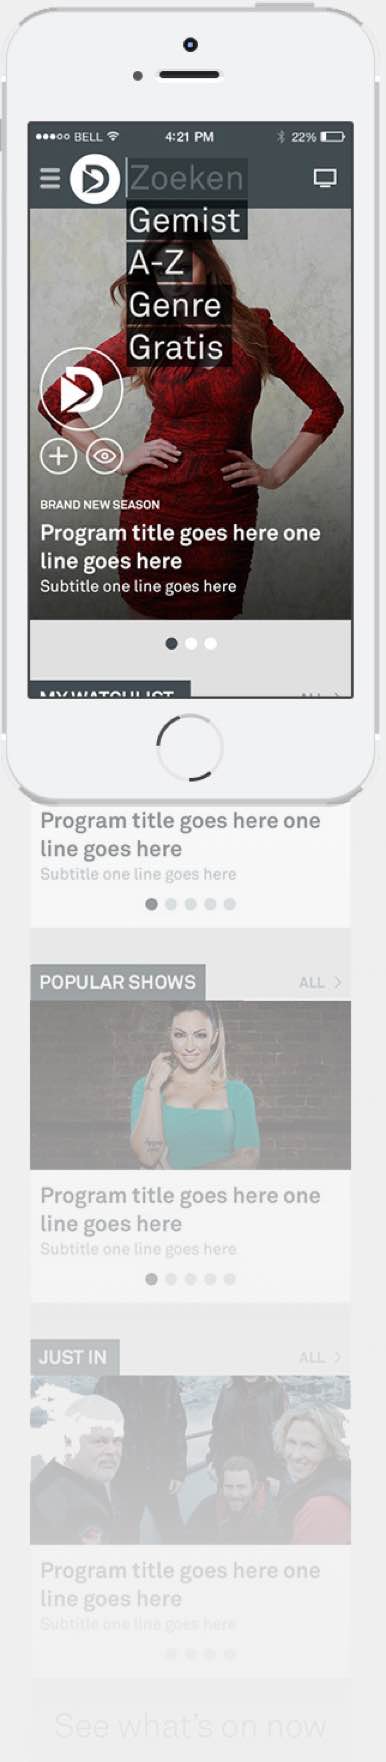 BELL 4:21 PM 22%
Zoeken
Gemist
A-Z
Genre
Gratis
BRAND NEW SEASON
Program title goes here one
line goes here
Subtitle one line goes here
MY WATCHLIST ALL
Program title goes here one
line goes here
Subtitle one line goes here
POPULAR SHOWS ALL
Program title goes here one
line goes here
Subtitle one line goes here
JUST IN ALL
Program title goes here one
line goes here
Subtitle one line goes here
See what's on now